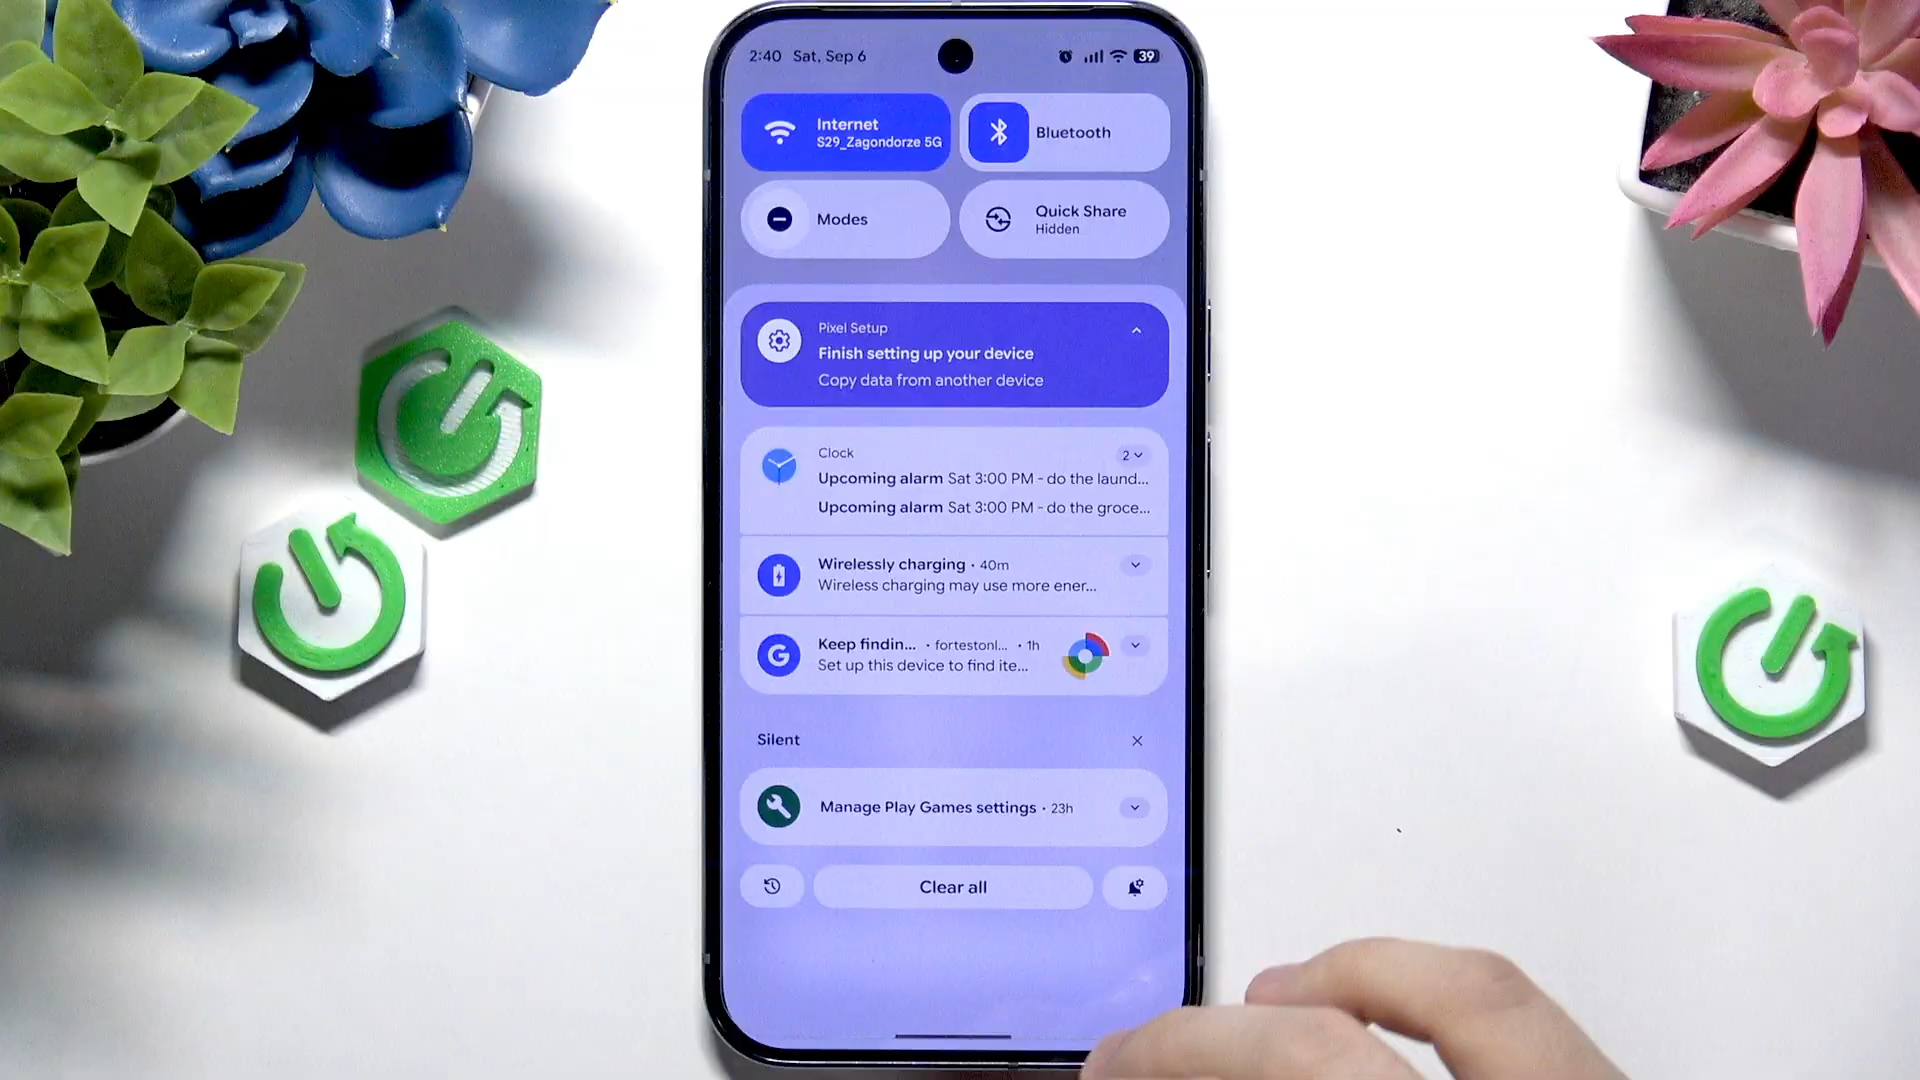 2:40 Sat, Sep 6 39
Internet
S29_Zagondorze 5G
Bluetooth
Modes
Quick Share
Hidden
Pixel Setup
Finish setting up your device
Copy data from another device
Clock 2
Upcoming alarm Sat 3:00 PM - do the laund...
Upcoming alarm Sat 3:00 PM - do the groce...
Wirelessly charging • 40m
Wireless charging may use more ener...
Keep findin... • fortestonl... • 1h
Set up this device to find ite...
Silent
Manage Play Games settings • 23h
Clear all